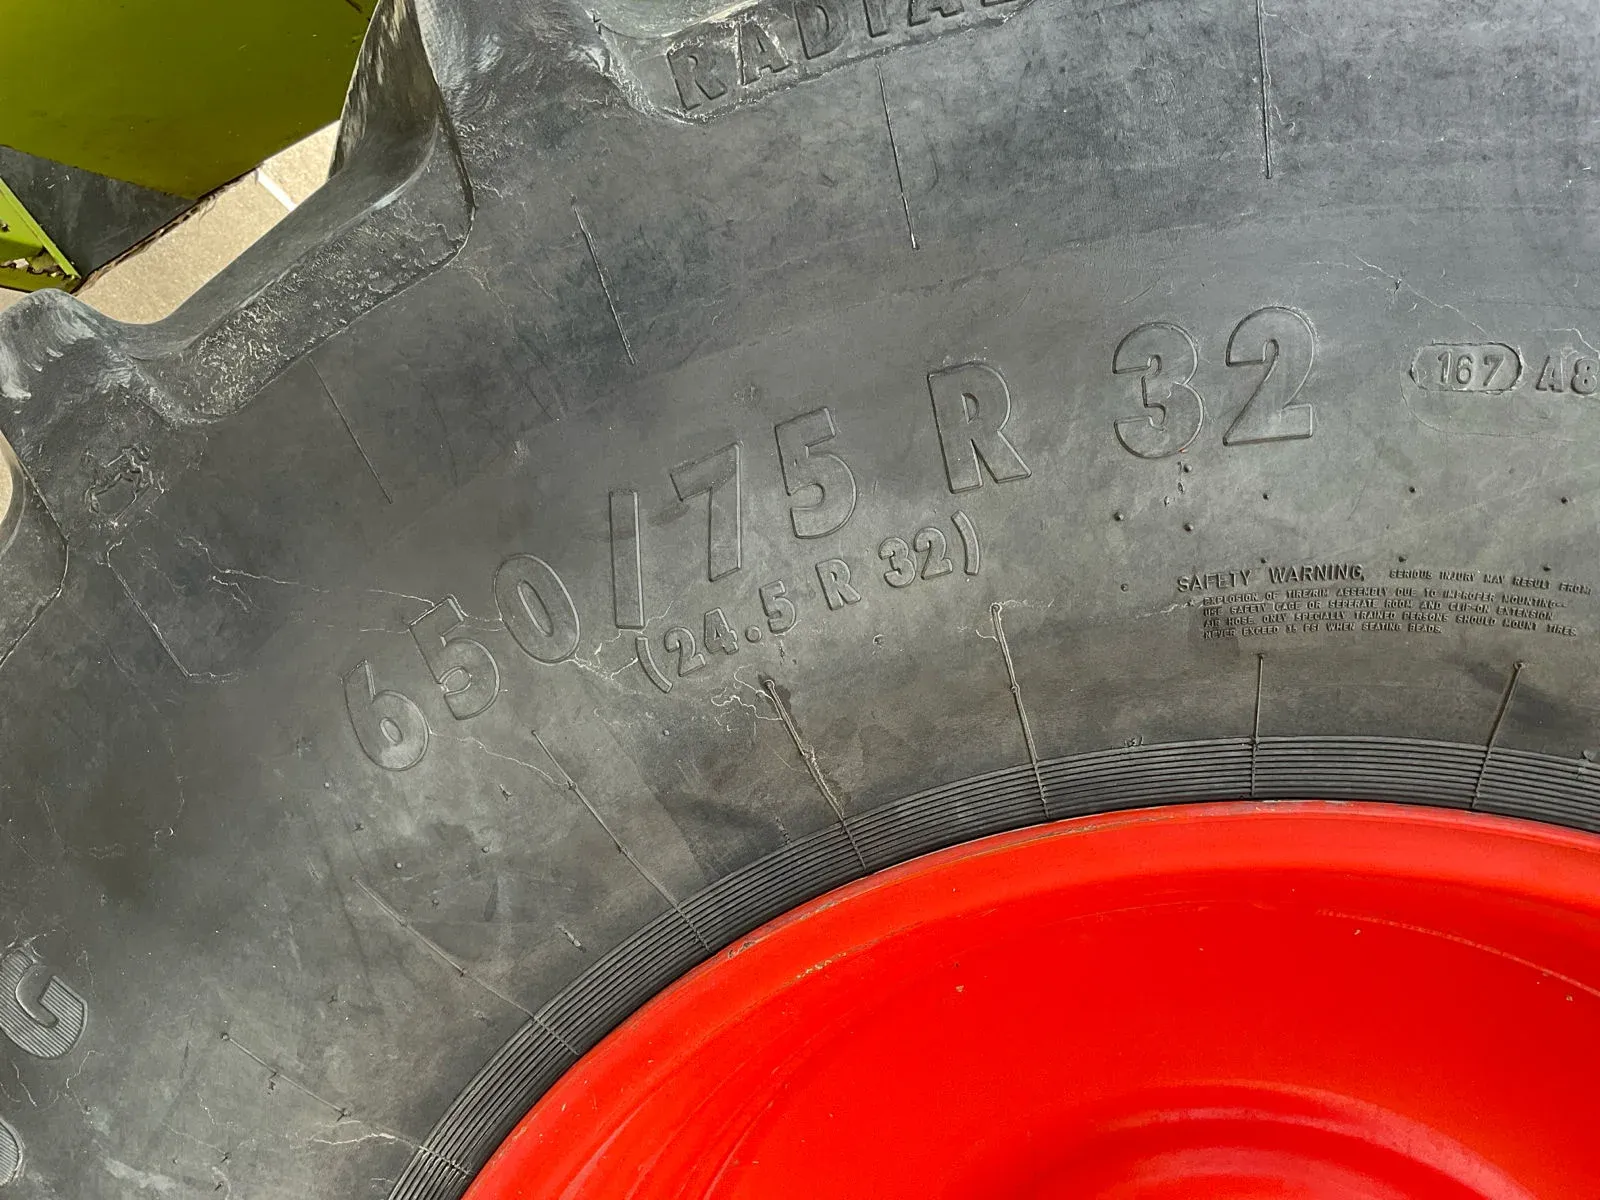 RADIAL
650/75 R 32
(24.5 R 32)
167 A8
SAFETY WARNING, SERIOUS INJURY MAY RESULT FROM
EXPLOSION OF TIRE/RIM ASSEMBLY DUE TO IMPROPER MOUNTING--
USE SAFETY CAGE OR SEPERATE ROOM AND CLIP-ON EXTENSION
AIR HOSE. ONLY SPECIALLY TRAINED PERSONS SHOULD MOUNT TIRES.
NEVER EXCEED 35 PSI WHEN SEATING BEADS.
G